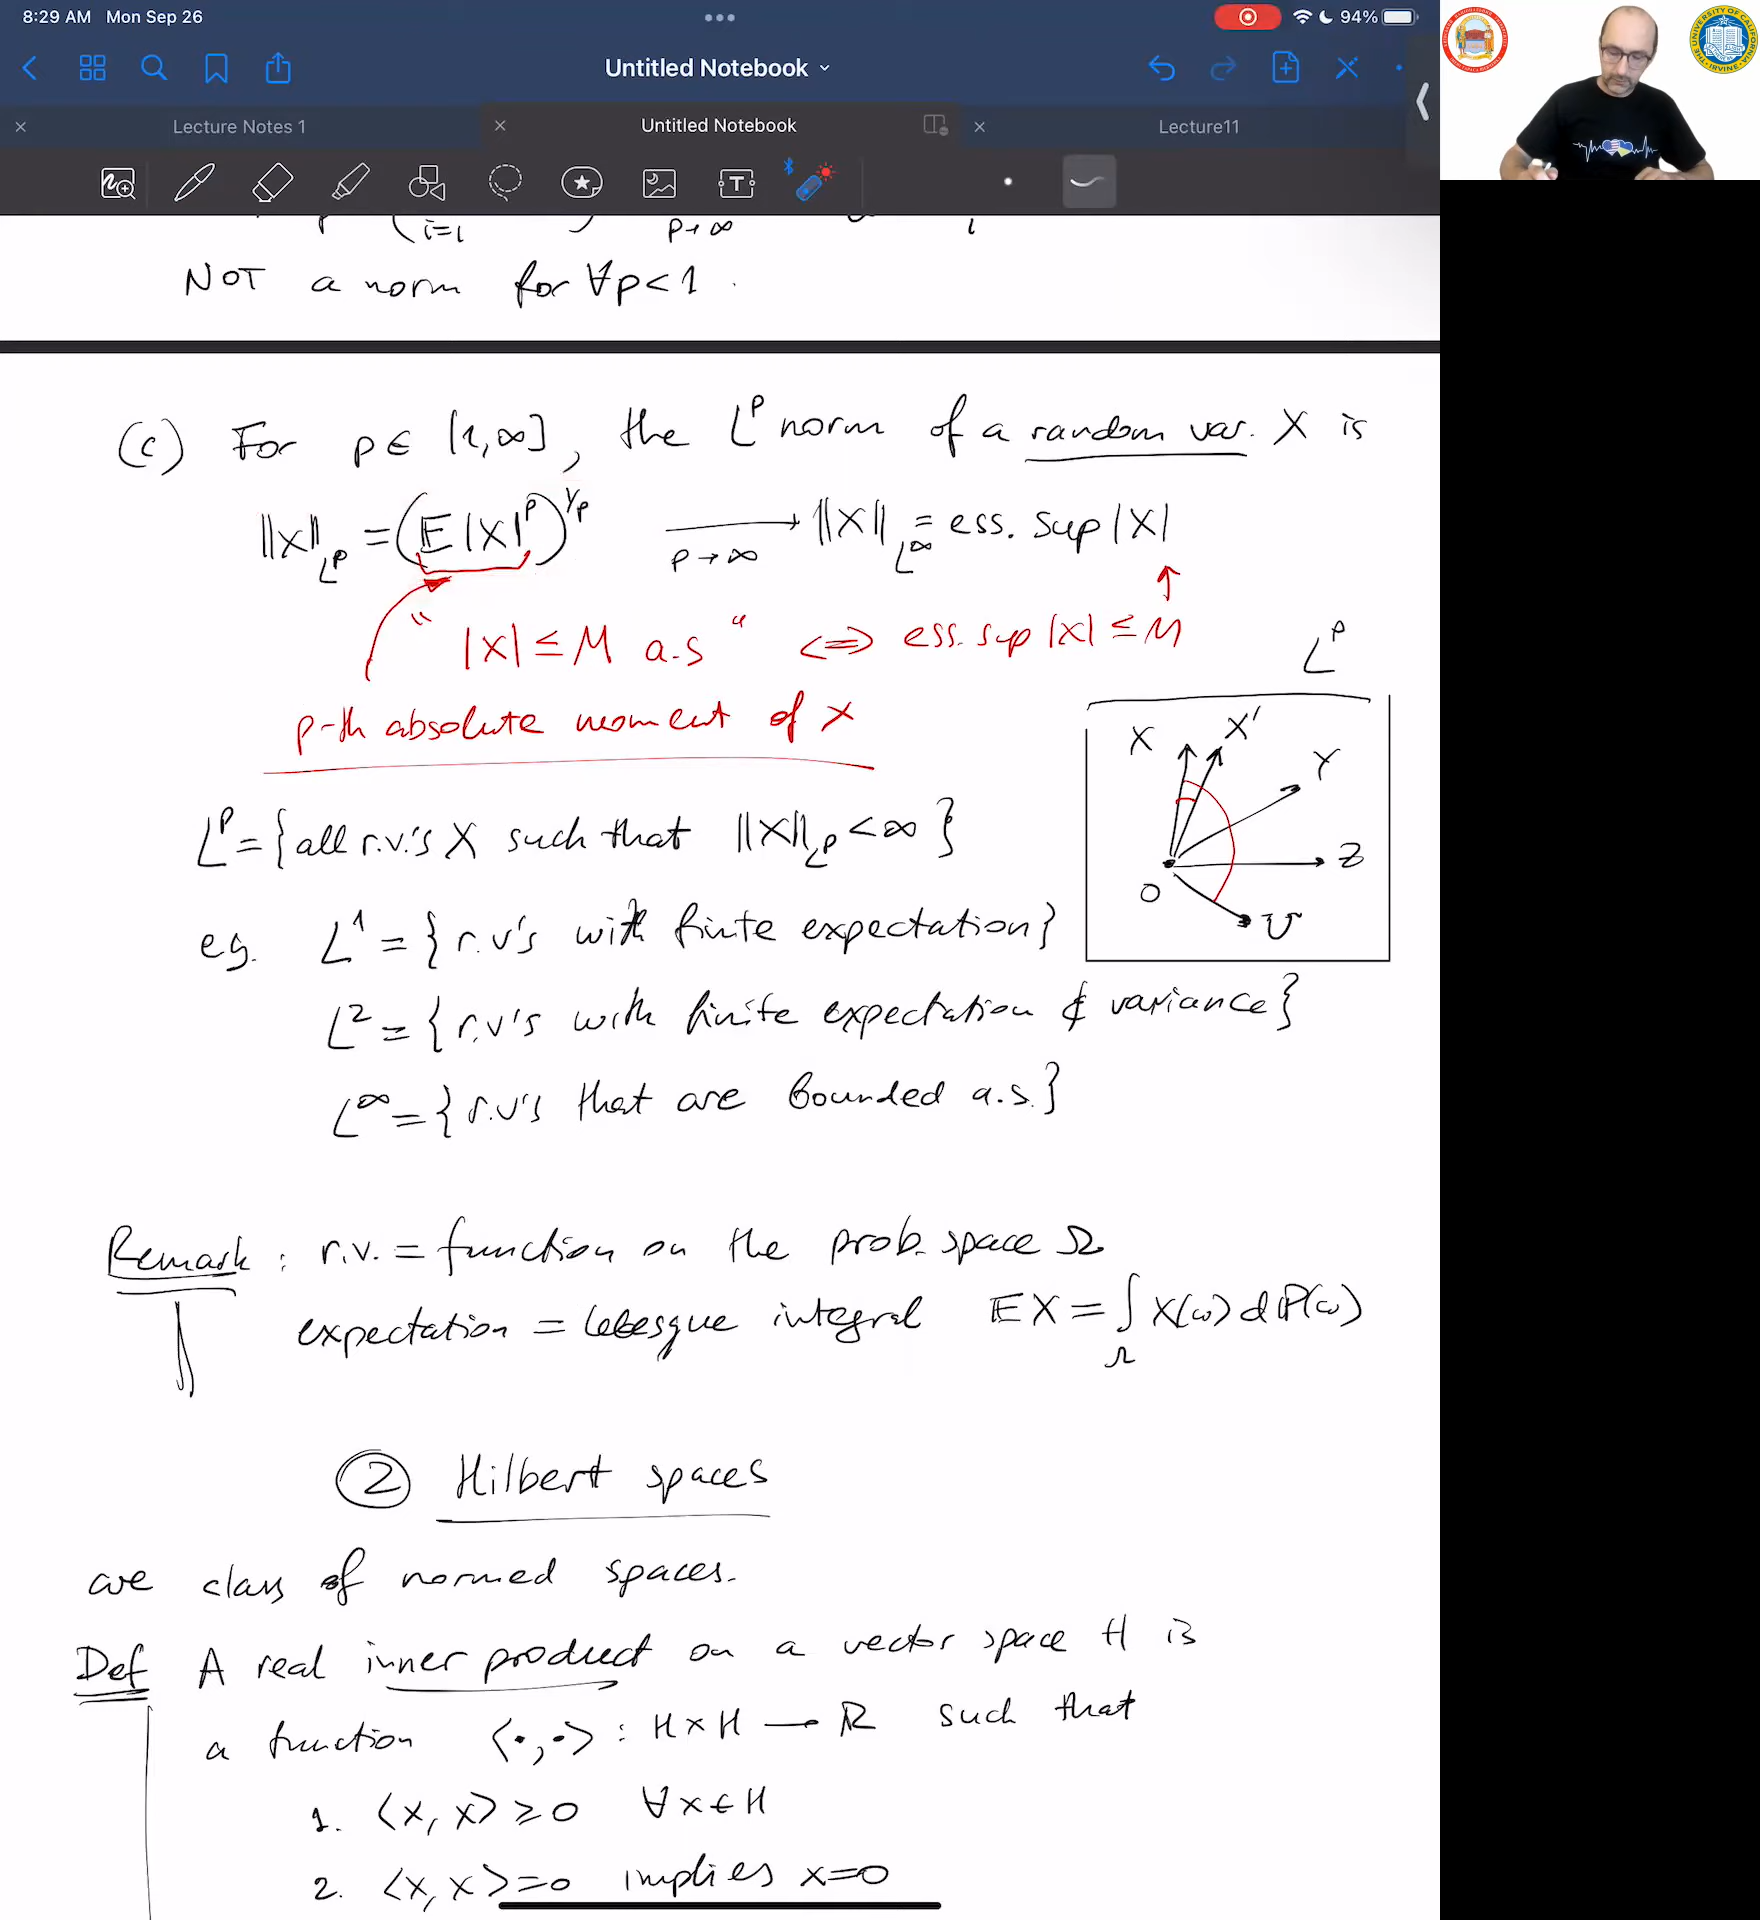 8:29 AM Mon Sep 26
94%
Untitled Notebook
Lecture Notes 1
Untitled Notebook
Lecture11
i=1 p→∞ i
NOT a norm for ∀p<1.
(c) For p∈[1,∞], the L^p norm of a random var. X is
‖X‖_{L^p} = (E|X|^p)^{1/p} →_{p→∞} ‖X‖_{L^∞} = ess. sup|X|
"|X| ≤ M a.s" ⇔ ess. sup |X| ≤ M
p-th absolute moment of X
L^p
X X' Y Z U O
L^p = {all r.v.'s X such that ‖X‖_{L^p} < ∞}
e.g. L^1 = {r.v's with finite expectation}
L^2 = {r.v's with finite expectation & variance}
L^∞ = {r.v's that are bounded a.s.}
Remark: r.v. = function on the prob. space Ω
expectation = Lebesgue integral E X = ∫_Ω X(ω) dP(ω)
② Hilbert spaces
are class of normed spaces.
Def A real inner product on a vector space H is
a function ⟨·,·⟩ : H×H → R such that
1. ⟨x, x⟩ ≥ 0 ∀x∈H
2. ⟨x, x⟩ = 0 implies x=0